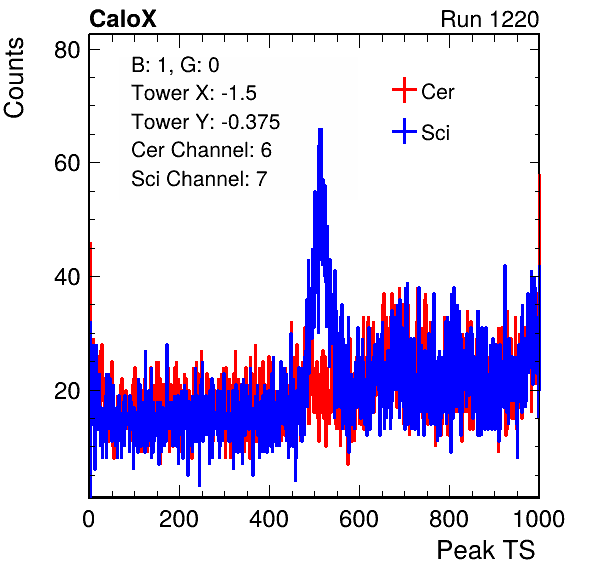 CaloX Run 1220
Counts
80
60
40
20
B: 1, G: 0
Tower X: -1.5
Tower Y: -0.375
Cer Channel: 6
Sci Channel: 7
Cer
Sci
0 200 400 600 800 1000
Peak TS